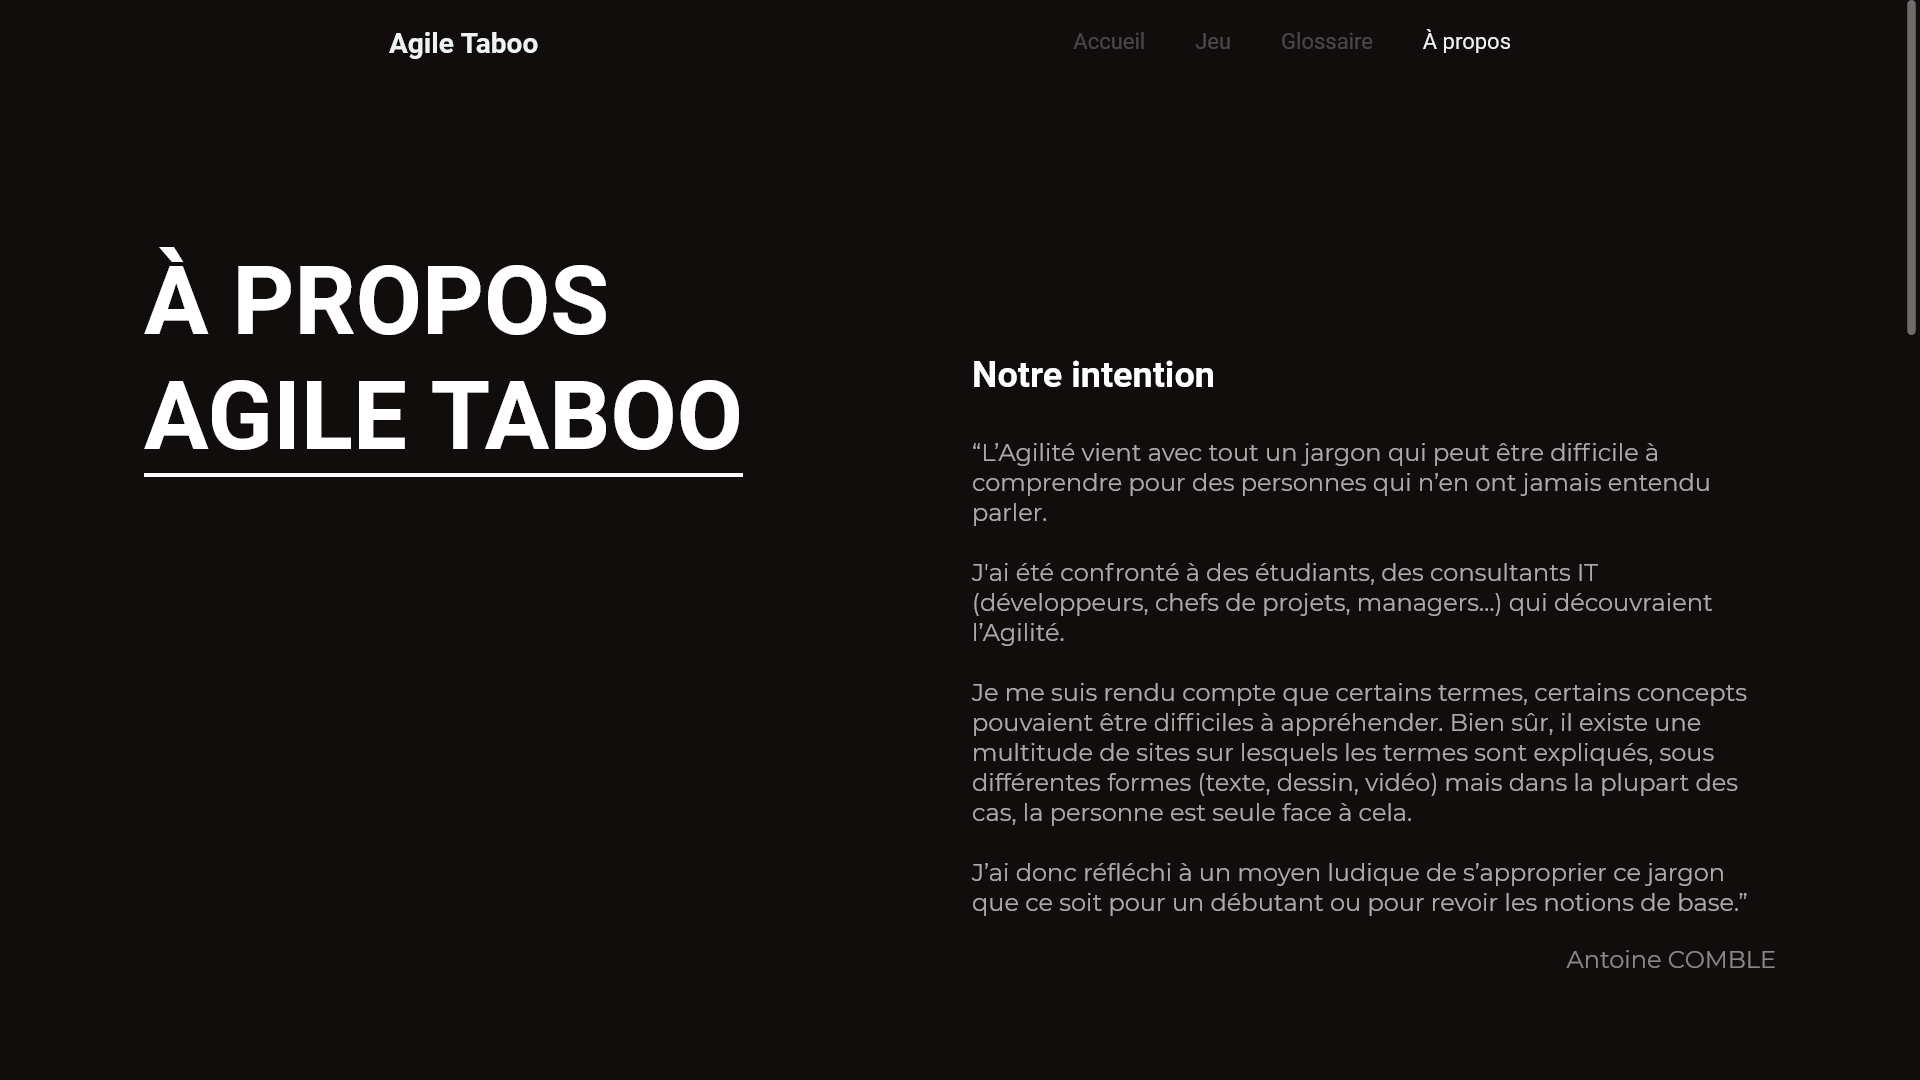 Agile Taboo
Accueil
Jeu
Glossaire
À propos
À PROPOS
AGILE TABOO
Notre intention
“L’Agilité vient avec tout un jargon qui peut être difficile à
comprendre pour des personnes qui n’en ont jamais entendu
parler.
J'ai été confronté à des étudiants, des consultants IT
(développeurs, chefs de projets, managers...) qui découvraient
l’Agilité.
Je me suis rendu compte que certains termes, certains concepts
pouvaient être difficiles à appréhender. Bien sûr, il existe une
multitude de sites sur lesquels les termes sont expliqués, sous
différentes formes (texte, dessin, vidéo) mais dans la plupart des
cas, la personne est seule face à cela.
J’ai donc réfléchi à un moyen ludique de s’approprier ce jargon
que ce soit pour un débutant ou pour revoir les notions de base.”
Antoine COMBLE